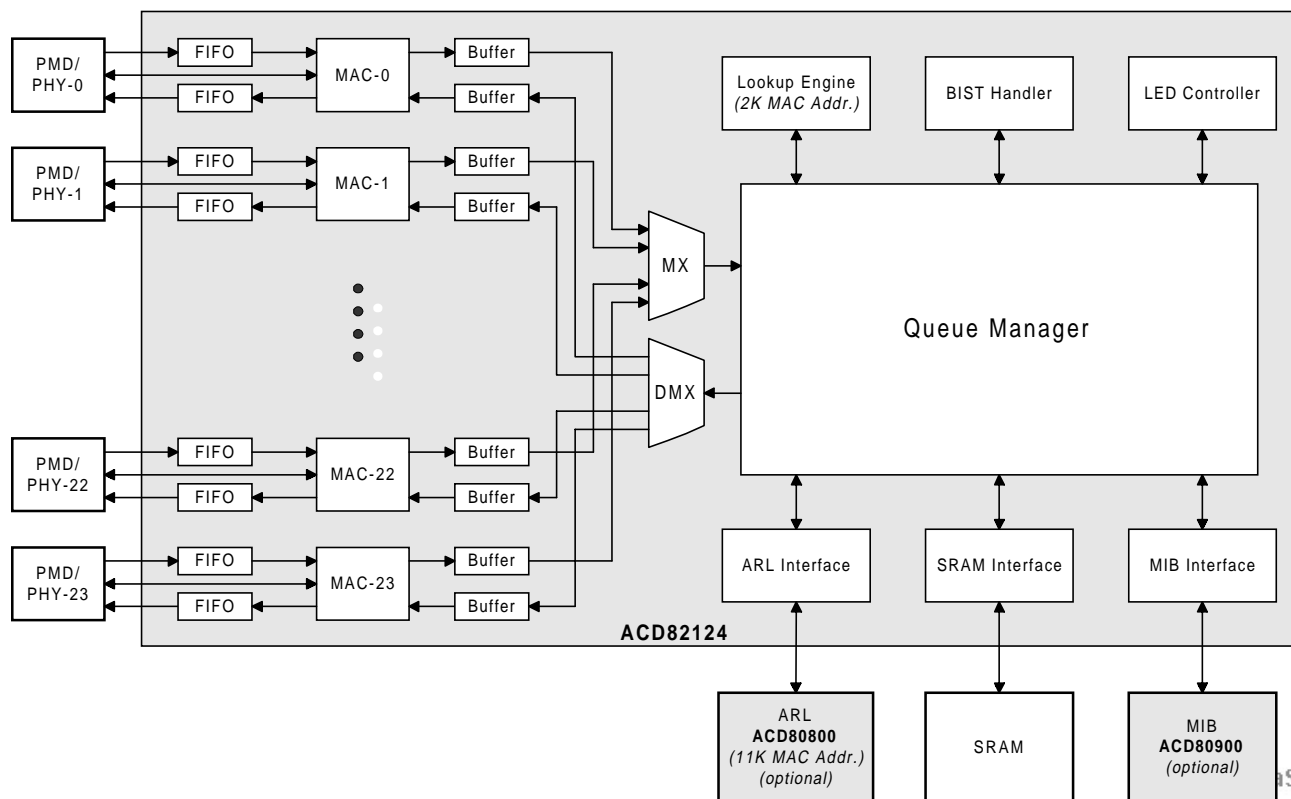 PMD/
PHY-0
FIFO
FIFO
MAC-0
Buffer
Buffer
PMD/
PHY-1
FIFO
FIFO
MAC-1
Buffer
Buffer
PMD/
PHY-22
FIFO
FIFO
MAC-22
Buffer
Buffer
PMD/
PHY-23
FIFO
FIFO
MAC-23
Buffer
Buffer
MX
DMX
Lookup Engine
(2K MAC Addr.)
BIST Handler
LED Controller
Queue Manager
ARL Interface
SRAM Interface
MIB Interface
ACD82124
ARL
ACD80800
(11K MAC Addr.)
(optional)
SRAM
MIB
ACD80900
(optional)